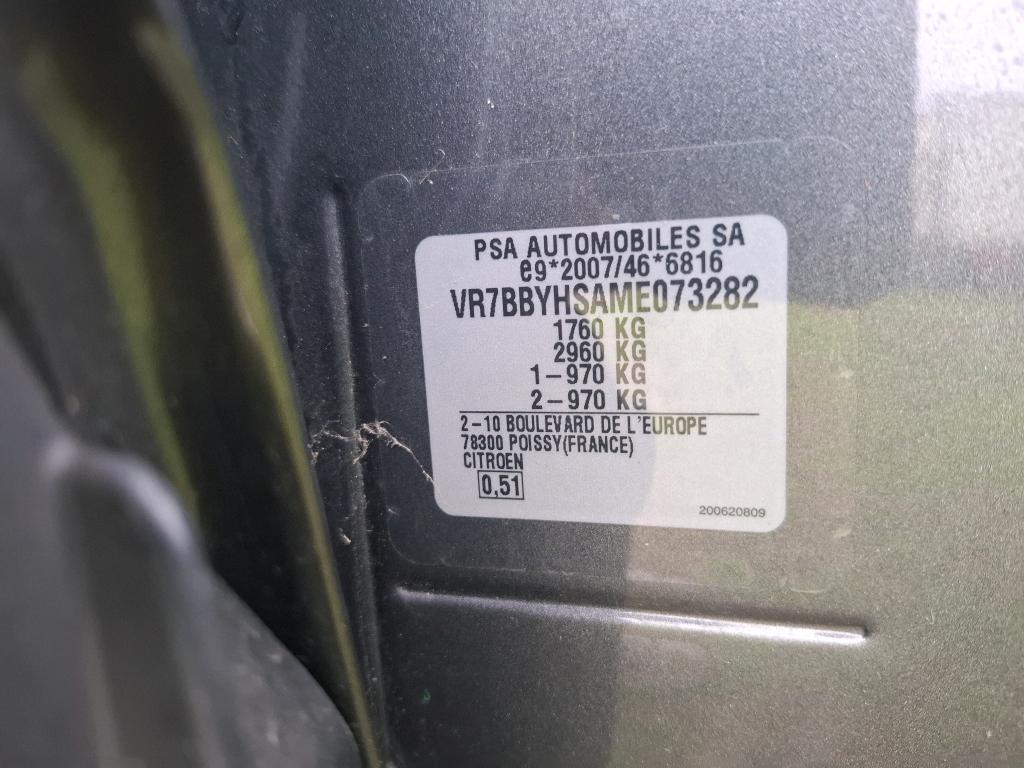 PSA AUTOMOBILES SA
e9*2007/46*6816
VR7BBYHSAME073282
1760 KG
2960 KG
1-970 KG
2-970 KG
2-10 BOULEVARD DE L'EUROPE
78300 POISSY(FRANCE)
CITROEN
0,51
200620809